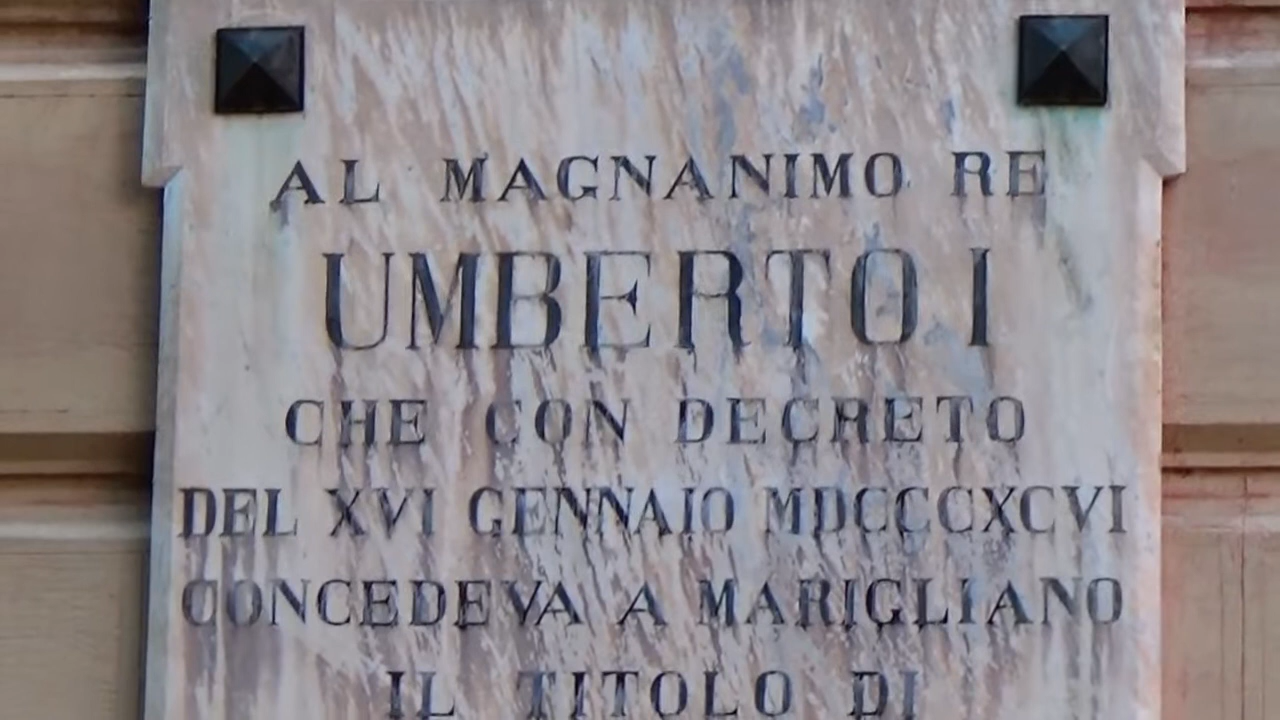 AL MAGNANIMO RE
UMBERTO I
CHE CON DECRETO
DEL XVI GENNAIO MDCCCXCVI
CONCEDEVA A MARIGLIANO
IL TITOLO DI